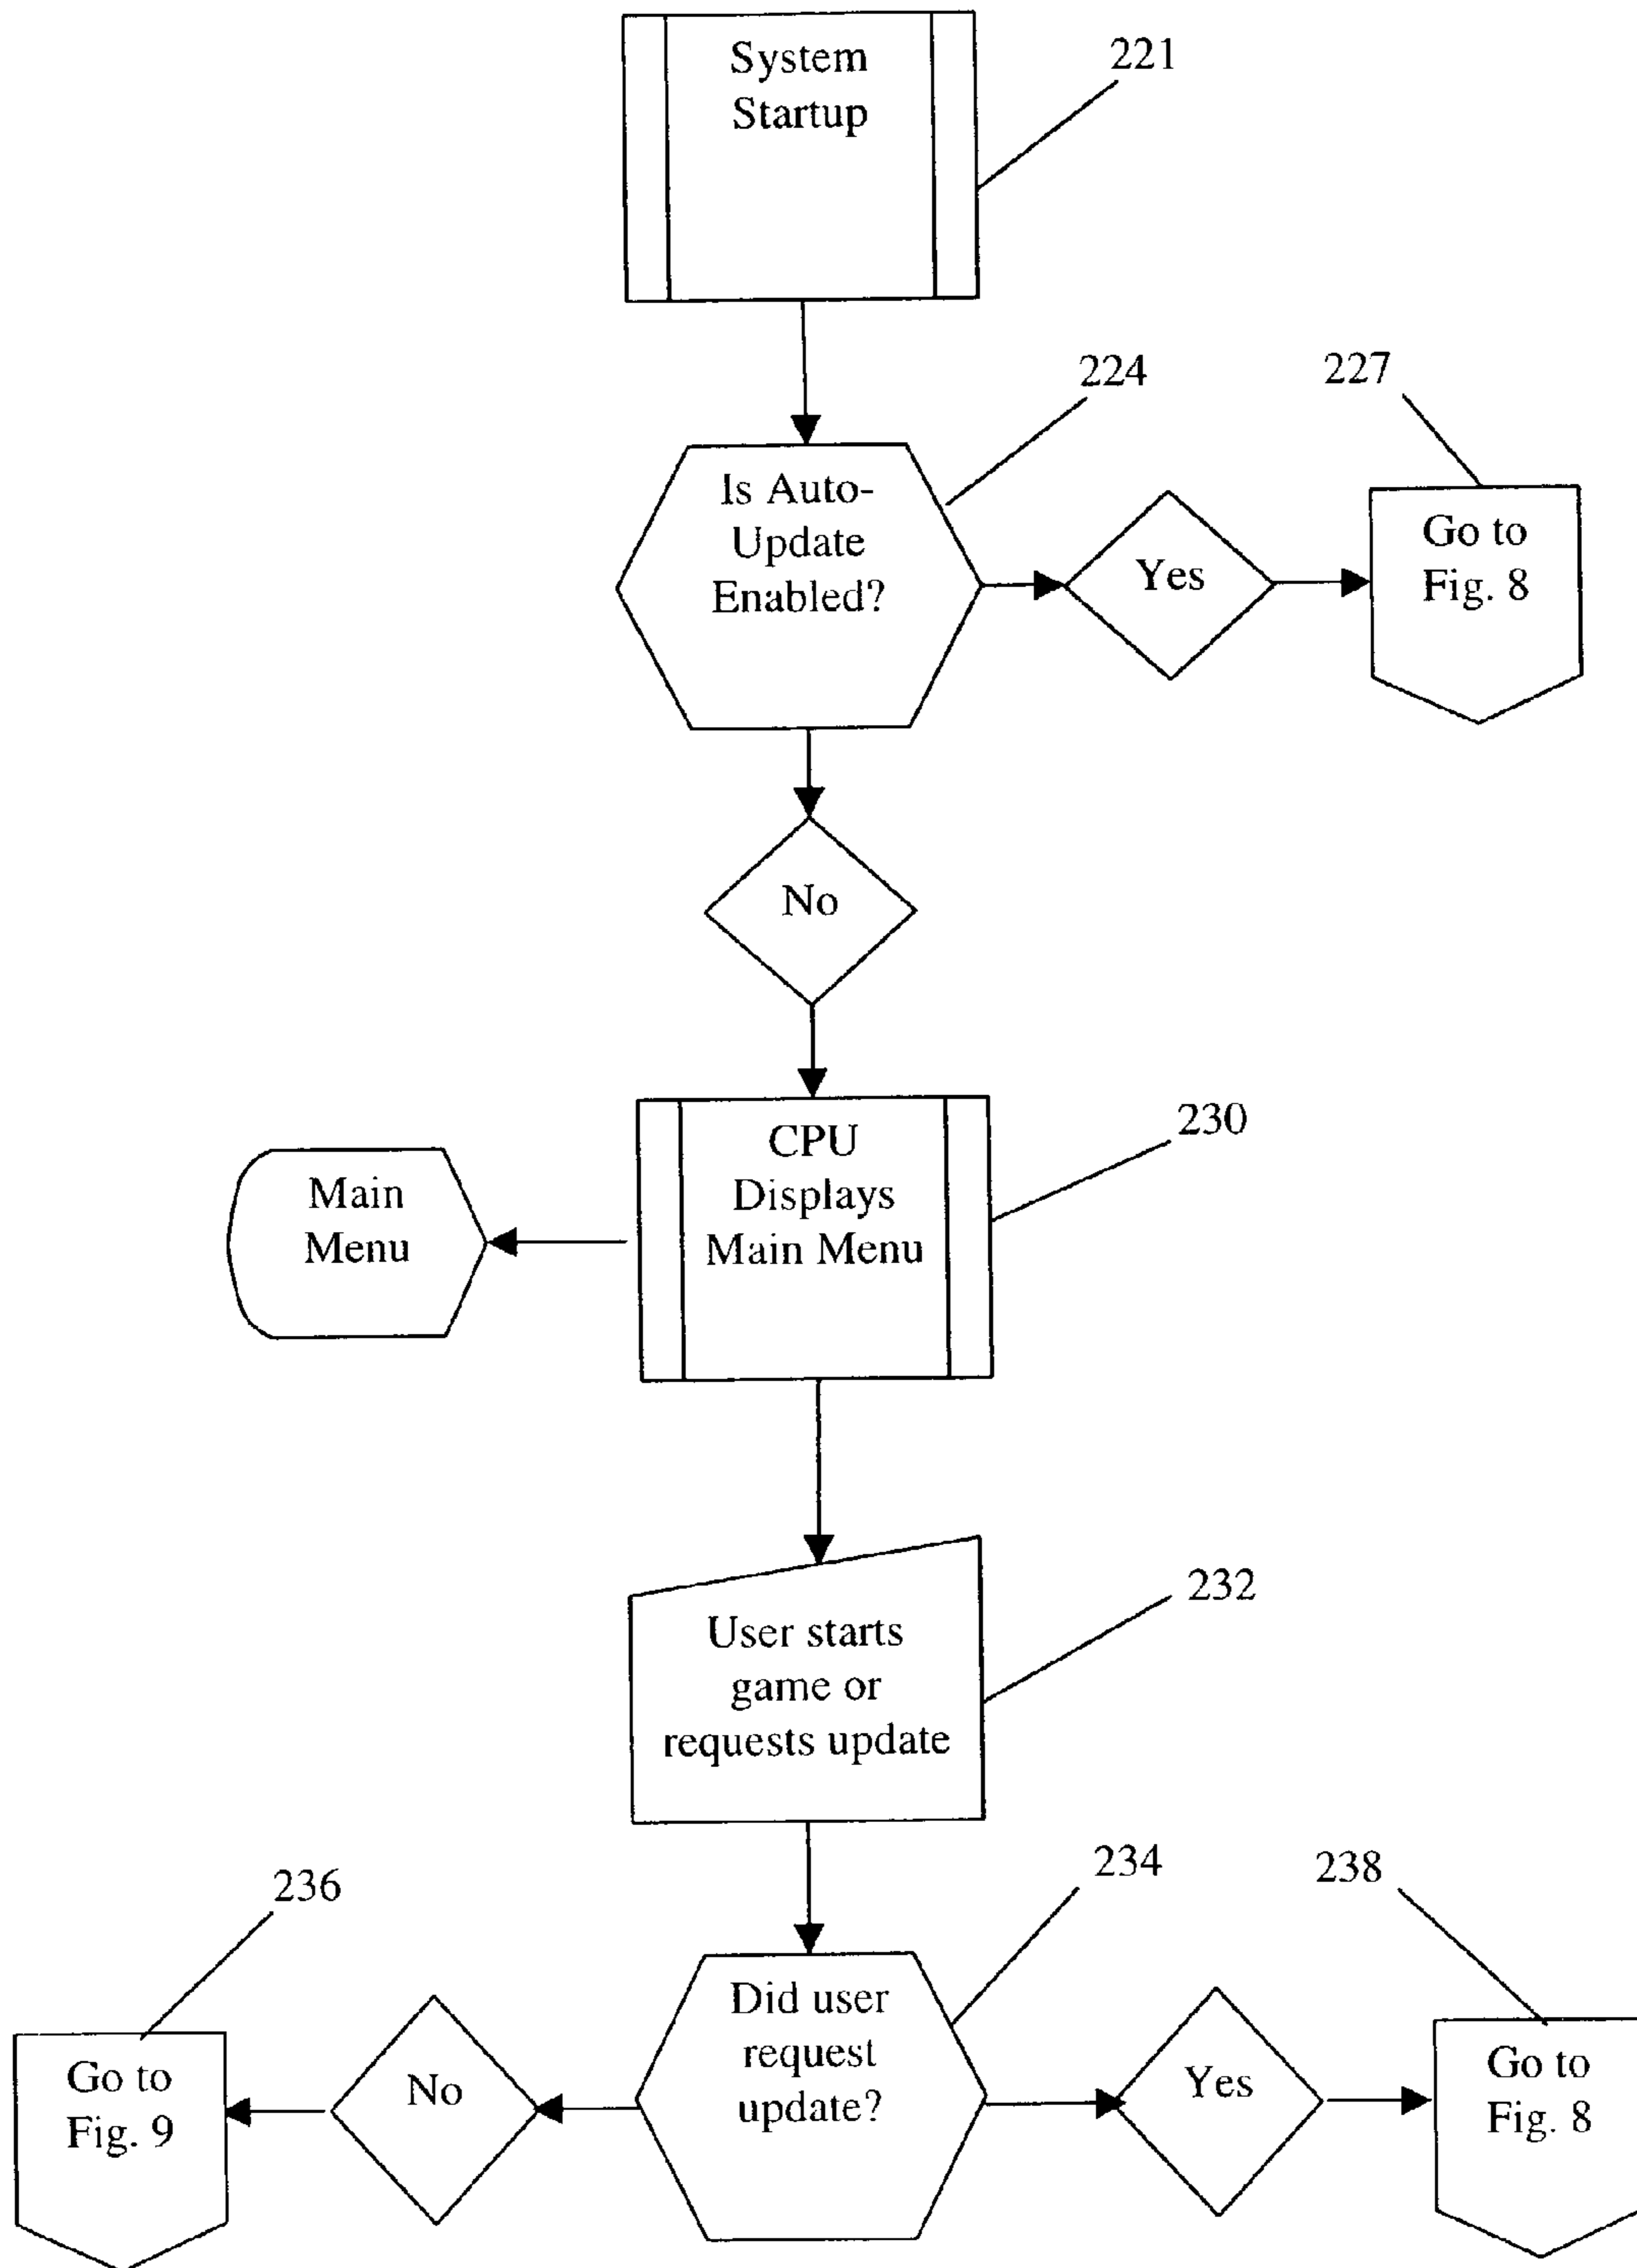 System
Startup
221
224
227
Is Auto-
Update
Enabled?
Yes
Go to
Fig. 8
No
230
CPU
Displays
Main Menu
Main
Menu
232
User starts
game or
requests update
234
236
238
Did user
request
update?
No
Yes
Go to
Fig. 9
Go to
Fig. 8